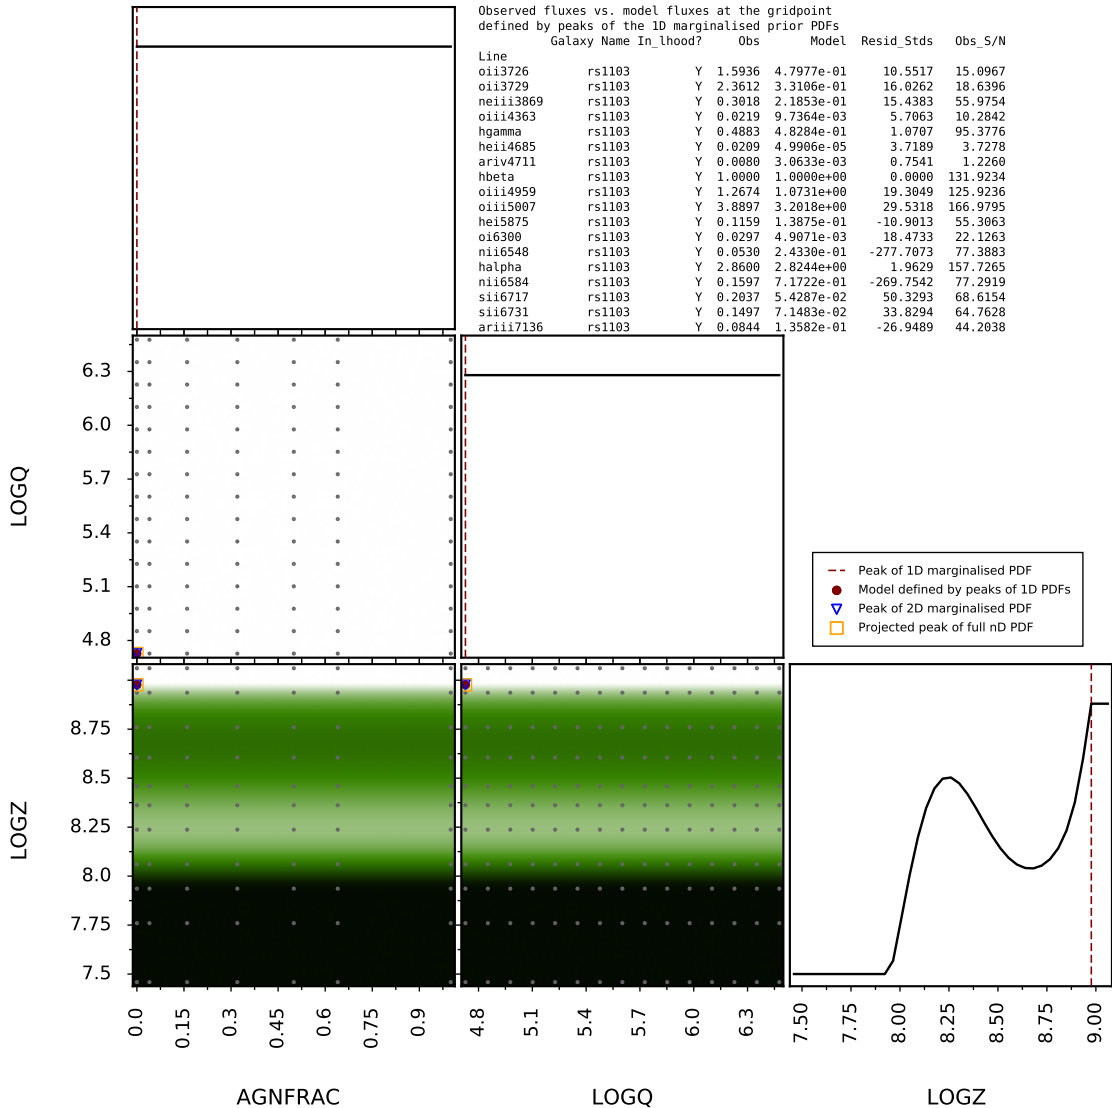 Observed fluxes vs. model fluxes at the gridpoint
defined by peaks of the 1D marginalised prior PDFs
Galaxy Name In_lhood? Obs Model Resid_Stds Obs_S/N
Line
oii3726 rs1103 Y 1.5936 4.7977e-01 10.5517 15.0967
oii3729 rs1103 Y 2.3612 3.3106e-01 16.0262 18.6396
neiii3869 rs1103 Y 0.3018 2.1853e-01 15.4383 55.9754
oiii4363 rs1103 Y 0.0219 9.7364e-03 5.7063 10.2842
hgamma rs1103 Y 0.4883 4.8284e-01 1.0707 95.3776
heii4685 rs1103 Y 0.0209 4.9906e-05 3.7189 3.7278
ariv4711 rs1103 Y 0.0080 3.0633e-03 0.7541 1.2260
hbeta rs1103 Y 1.0000 1.0000e+00 0.0000 131.9234
oiii4959 rs1103 Y 1.2674 1.0731e+00 19.3049 125.9236
oiii5007 rs1103 Y 3.8897 3.2018e+00 29.5318 166.9795
hei5875 rs1103 Y 0.1159 1.3875e-01 -10.9013 55.3063
oi6300 rs1103 Y 0.0297 4.9071e-03 18.4733 22.1263
nii6548 rs1103 Y 0.0530 2.4330e-01 -277.7073 77.3883
halpha rs1103 Y 2.8600 2.8244e+00 1.9629 157.7265
nii6584 rs1103 Y 0.1597 7.1722e-01 -269.7542 77.2919
sii6717 rs1103 Y 0.2037 5.4287e-02 50.3293 68.6154
sii6731 rs1103 Y 0.1497 7.1483e-02 33.8294 64.7628
ariii7136 rs1103 Y 0.0844 1.3582e-01 -26.9489 44.2038
LOGQ
6.3
6.0
5.7
5.4
5.1
4.8
Peak of 1D marginalised PDF
Model defined by peaks of 1D PDFs
Peak of 2D marginalised PDF
Projected peak of full nD PDF
LOGZ
8.75
8.5
8.25
8.0
7.75
7.5
0.0 0.15 0.3 0.45 0.6 0.75 0.9
4.8 5.1 5.4 5.7 6.0 6.3
7.50 7.75 8.00 8.25 8.50 8.75 9.00
AGNFRAC LOGQ LOGZ